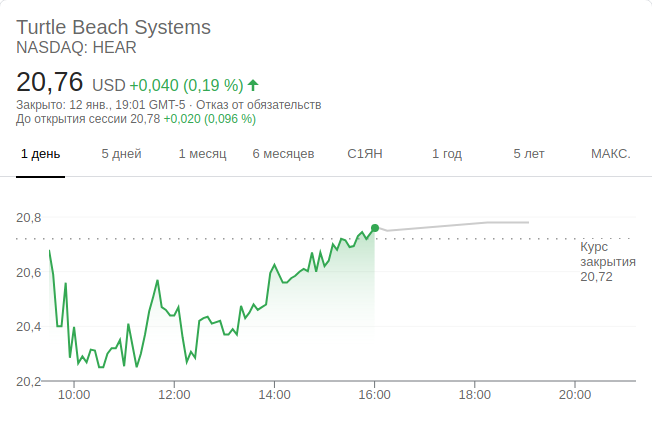 Turtle Beach Systems
NASDAQ: HEAR
20,76 USD +0,040 (0,19 %)
Закрыто: 12 янв., 19:01 GMT-5 · Отказ от обязательств
До открытия сессии 20,78 +0,020 (0,096 %)
1 день 5 дней 1 месяц 6 месяцев С1ЯН 1 год 5 лет МАКС.
20,8
Курс
закрытия
20,72
20,6
20,4
20,2
10:00 12:00 14:00 16:00 18:00 20:00